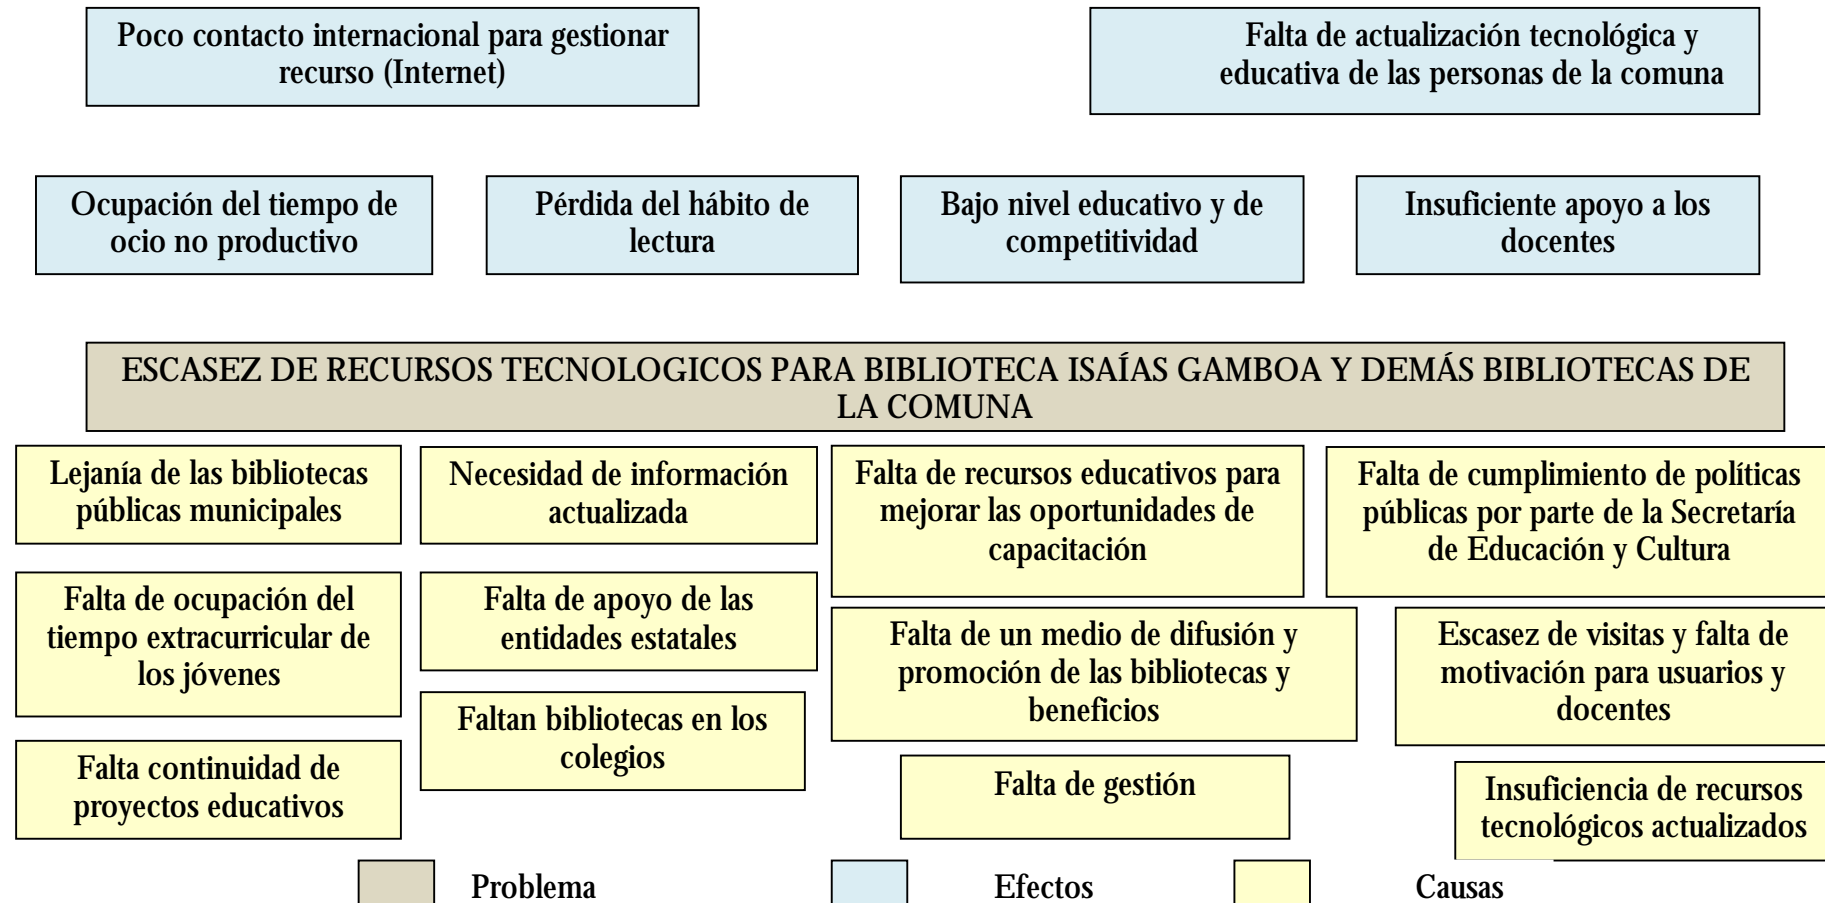 Poco contacto internacional para gestionar
recurso (Internet)
Falta de actualización tecnológica y
educativa de las personas de la comuna
Ocupación del tiempo de
ocio no productivo
Pérdida del hábito de
lectura
Bajo nivel educativo y de
competitividad
Insuficiente apoyo a los
docentes
ESCASEZ DE RECURSOS TECNOLOGICOS PARA BIBLIOTECA ISAÍAS GAMBOA Y DEMÁS BIBLIOTECAS DE
LA COMUNA
Lejanía de las bibliotecas
públicas municipales
Necesidad de información
actualizada
Falta de recursos educativos para
mejorar las oportunidades de
capacitación
Falta de cumplimiento de políticas
públicas por parte de la Secretaría
de Educación y Cultura
Falta de ocupación del
tiempo extracurricular de
los jóvenes
Falta de apoyo de las
entidades estatales
Falta de un medio de difusión y
promoción de las bibliotecas y
beneficios
Escasez de visitas y falta de
motivación para usuarios y
docentes
Faltan bibliotecas en los
colegios
Falta continuidad de
proyectos educativos
Falta de gestión
Insuficiencia de recursos
tecnológicos actualizados
Problema
Efectos
Causas